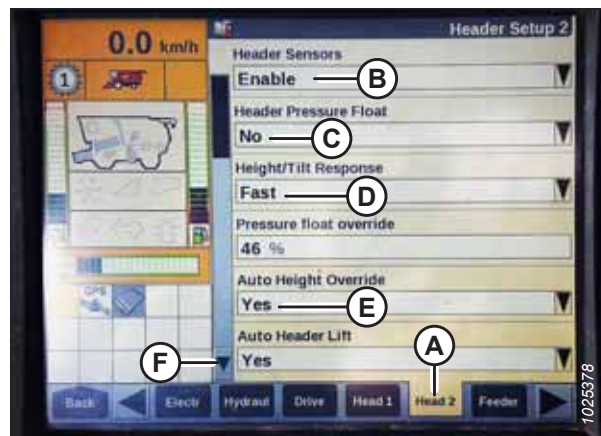 0.0 km/h
Header Setup 2
1
Header Sensors
Enable
B
Header Pressure Float
No
C
Height/Tilt Response
Fast
D
Pressure float override
46 %
Auto Height Override
Yes
E
GPS
Auto Header Lift
Yes
F
A
Back
Electr
Hydraul
Drive
Head 1
Head 2
Feeder
1025378